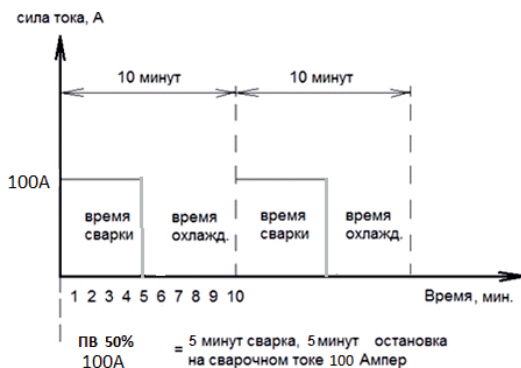 сила тока, А
10 минут 10 минут
100А
время сварки время охлажд. время сварки время охлажд.
1 2 3 4 5 6 7 8 9 10 Время, мин.
ПВ 50% = 5 минут сварка, 5минут остановка
100А на сварочном токе 100 Ампер